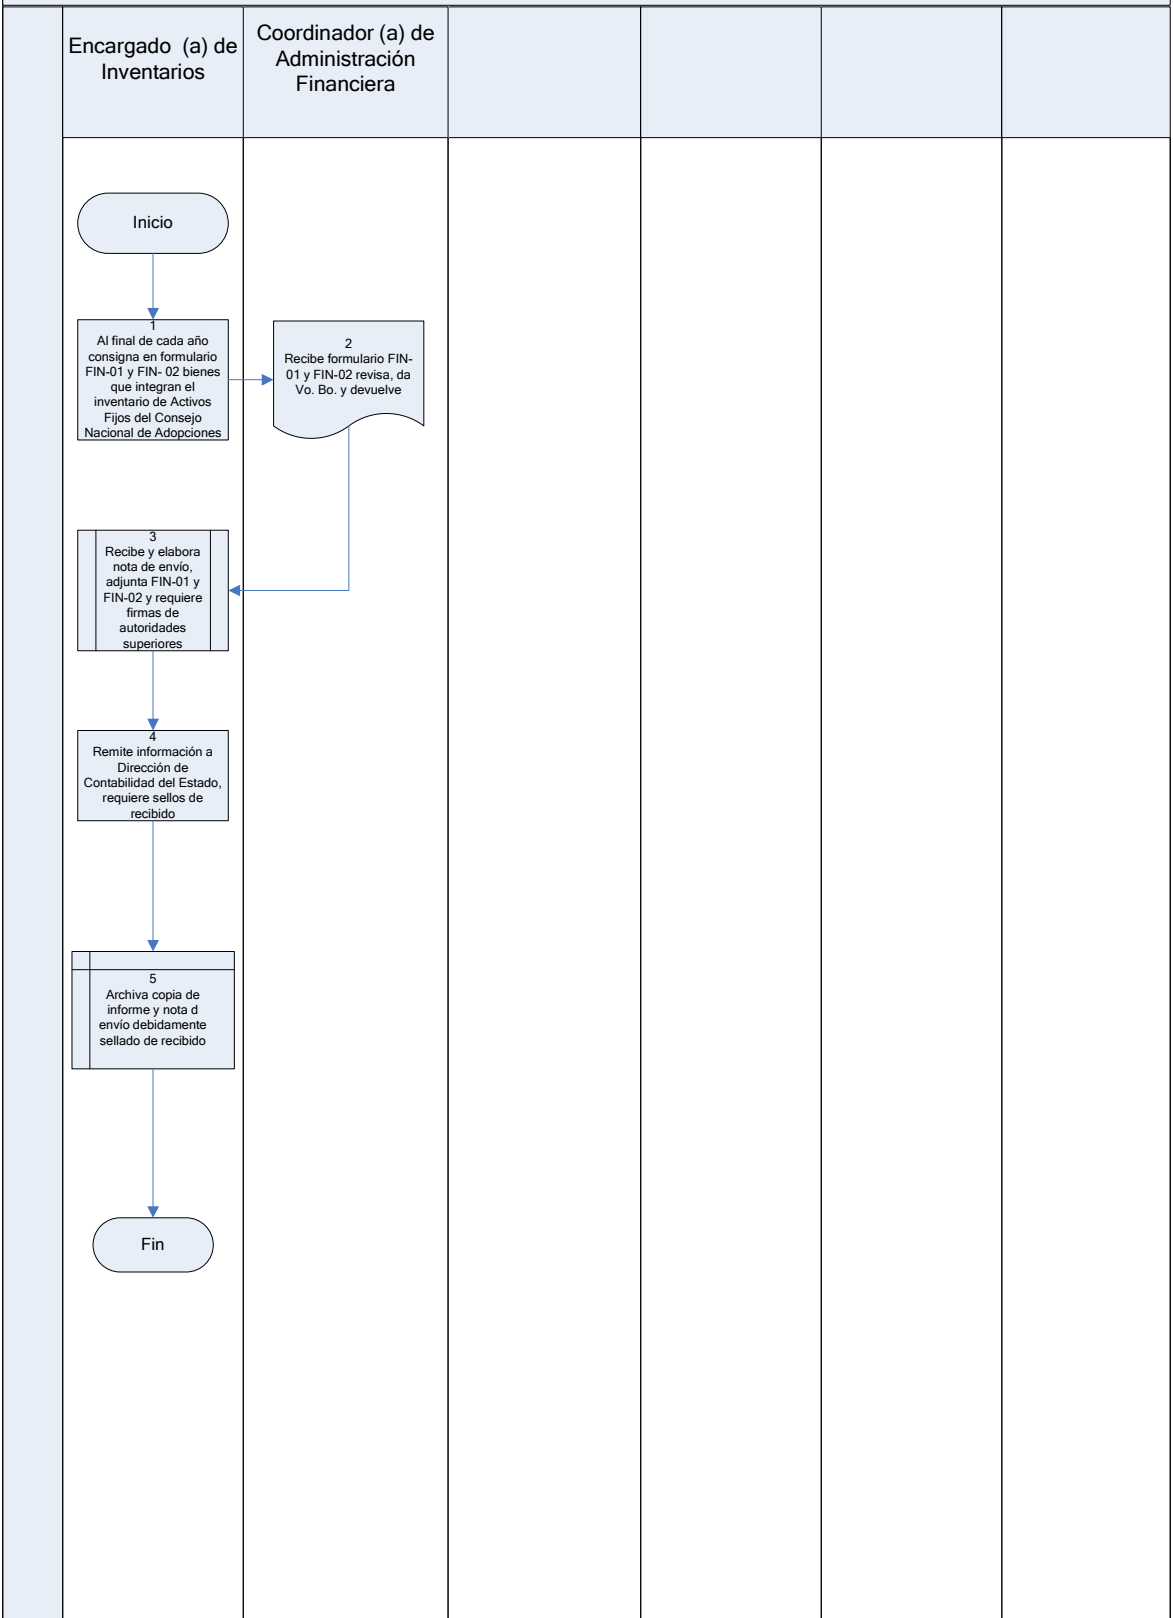 Encargado (a) de
Inventarios
Coordinador (a) de
Administración
Financiera
Inicio
1
Al final de cada año
consigna en formulario
FIN-01 y FIN- 02 bienes
que integran el
inventario de Activos
Fijos del Consejo
Nacional de Adopciones
2
Recibe formulario FIN-
01 y FIN-02 revisa, da
Vo. Bo. y devuelve
3
Recibe y elabora
nota de envío,
adjunta FIN-01 y
FIN-02 y requiere
firmas de
autoridades
superiores
4
Remite información a
Dirección de
Contabilidad del Estado,
requiere sellos de
recibido
5
Archiva copia de
informe y nota d
envío debidamente
sellado de recibido
Fin